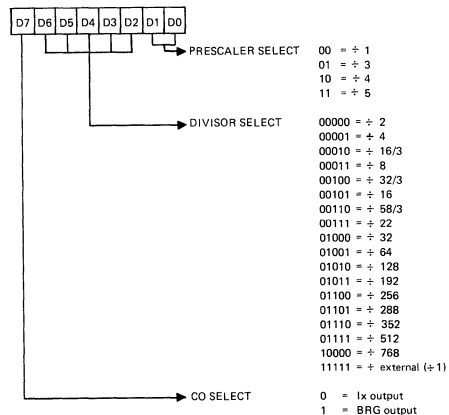 D7 D6 D5 D4 D3 D2 D1 D0
PRESCALER SELECT 00 = ÷ 1
01 = ÷ 3
10 = ÷ 4
11 = ÷ 5
DIVISOR SELECT 00000 = ÷ 2
00001 = ÷ 4
00010 = ÷ 16/3
00011 = ÷ 8
00100 = ÷ 32/3
00101 = ÷ 16
00110 = ÷ 58/3
00111 = ÷ 22
01000 = ÷ 32
01001 = ÷ 64
01010 = ÷ 128
01011 = ÷ 192
01100 = ÷ 256
01101 = ÷ 288
01110 = ÷ 352
01111 = ÷ 512
10000 = ÷ 768
11111 = ÷ external (÷1)
CO SELECT 0 = Ix output
1 = BRG output